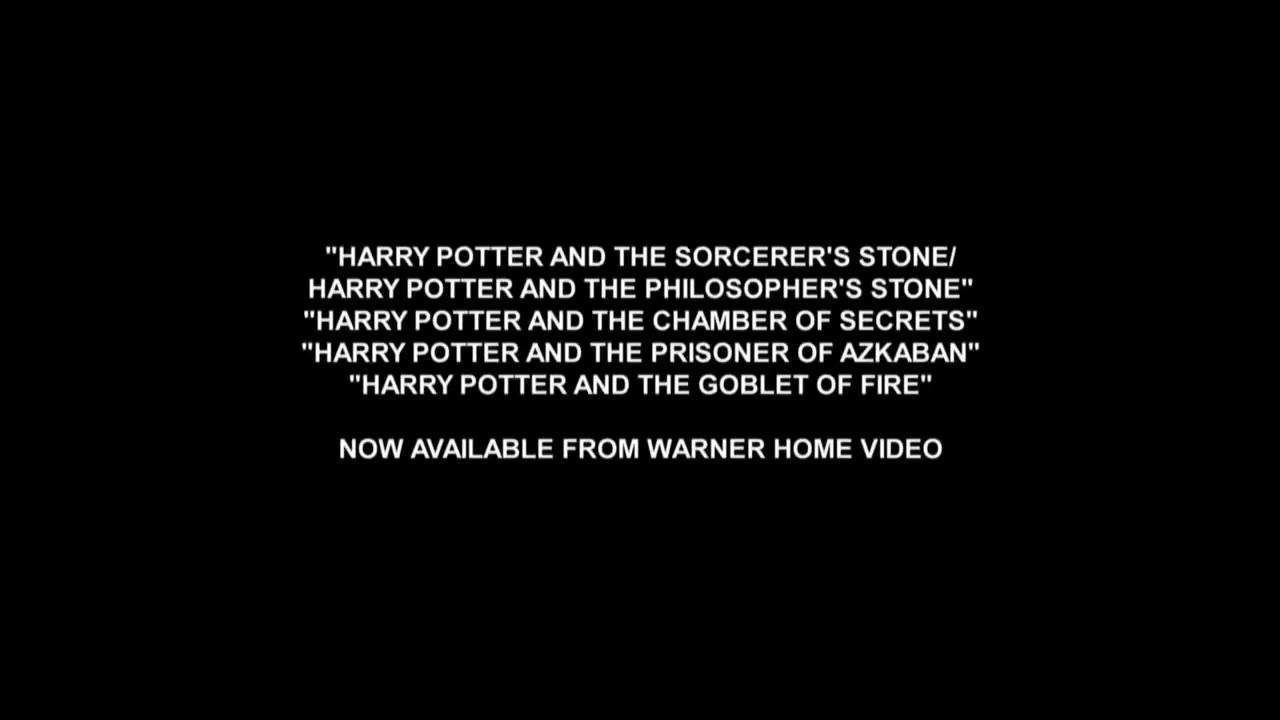 "HARRY POTTER AND THE SORCERER'S STONE/
HARRY POTTER AND THE PHILOSOPHER'S STONE"
"HARRY POTTER AND THE CHAMBER OF SECRETS"
"HARRY POTTER AND THE PRISONER OF AZKABAN"
"HARRY POTTER AND THE GOBLET OF FIRE"
NOW AVAILABLE FROM WARNER HOME VIDEO